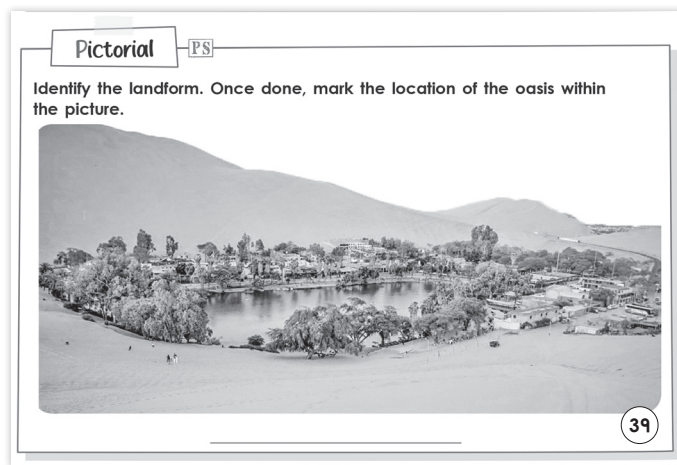 Pictorial
PS
Identify the landform. Once done, mark the location of the oasis within
the picture.
39